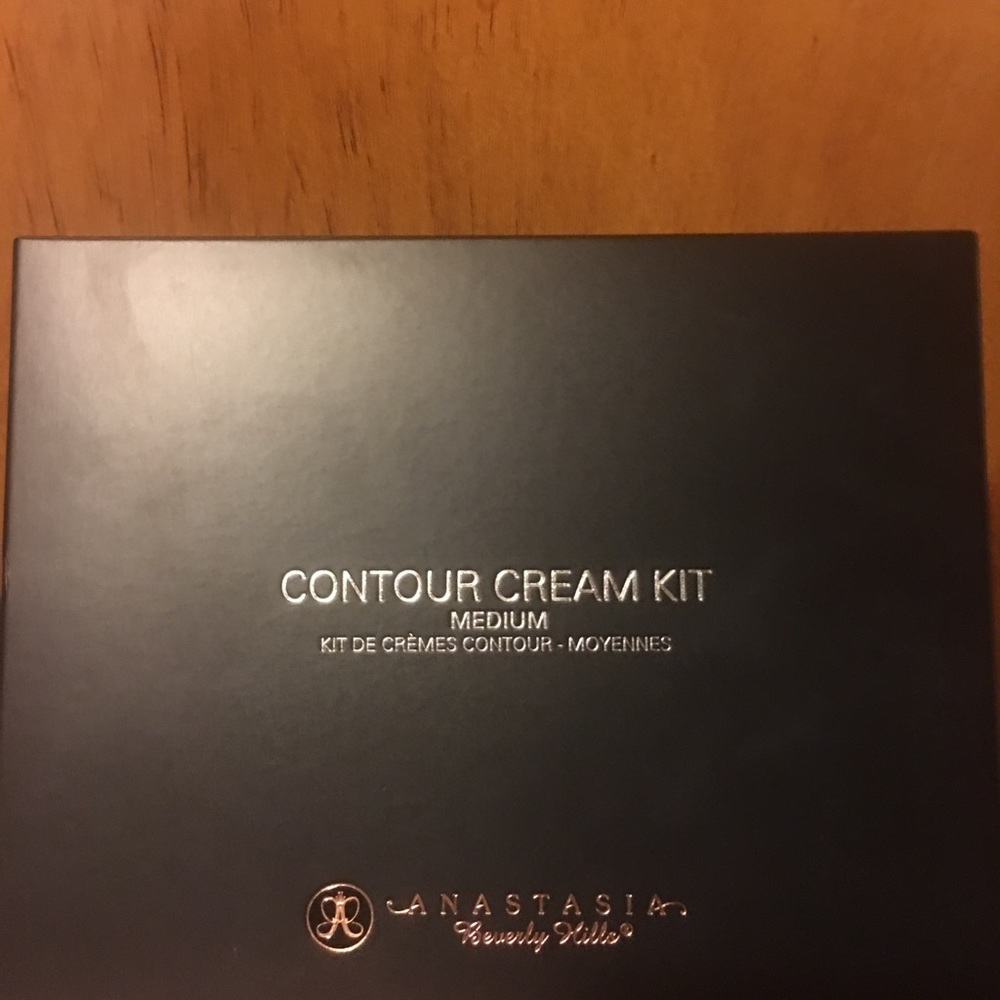 CONTOUR CREAM KIT
MEDIUM
KIT DE CRÈMES CONTOUR - MOYENNES
ANASTASIA
Beverly Hills®